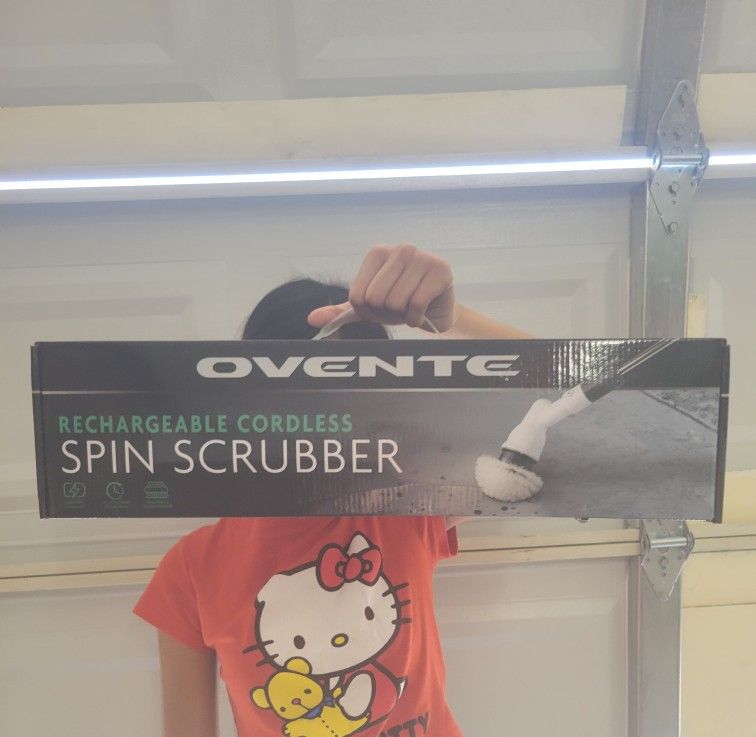 OVENTE
RECHARGEABLE CORDLESS
SPIN SCRUBBER